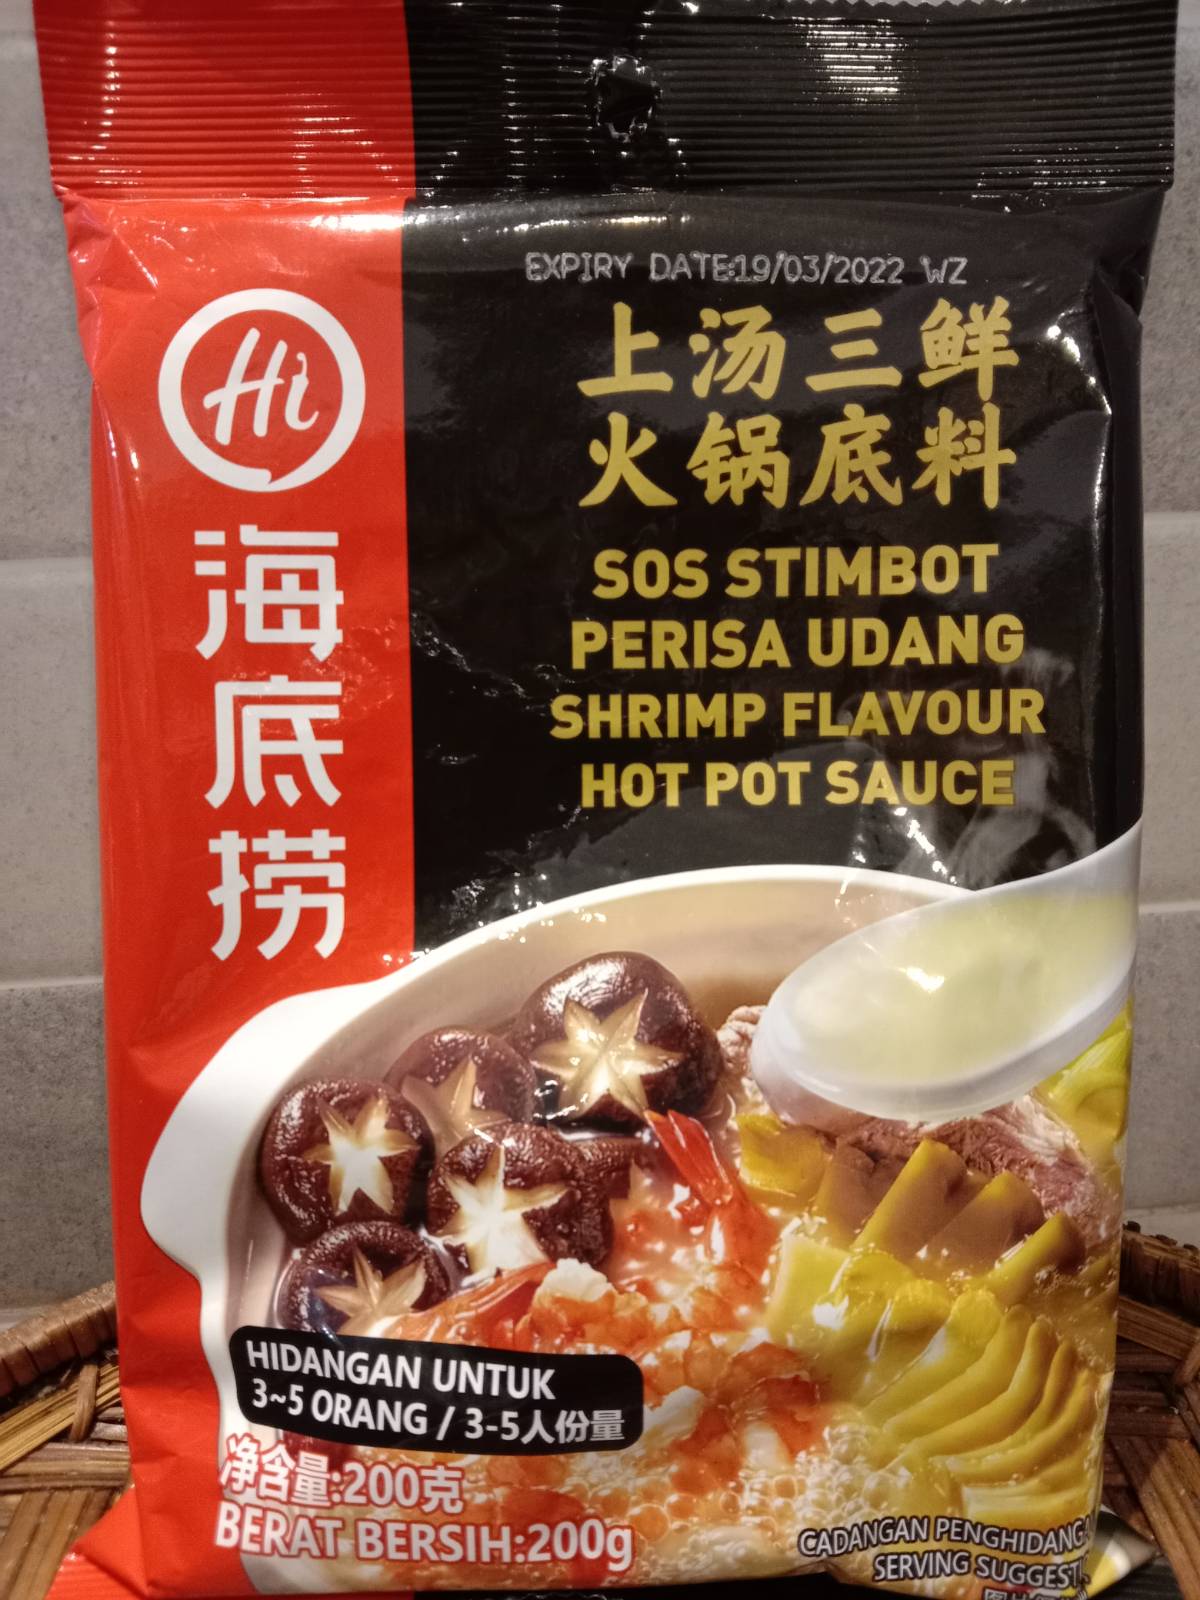 EXPIRY DATE:19/03/2022 WZ
Hi
海底捞
上汤三鲜
火锅底料
SOS STIMBOT
PERISA UDANG
SHRIMP FLAVOUR
HOT POT SAUCE
HIDANGAN UNTUK
3~5 ORANG / 3-5人份量
净含量:200克
BERAT BERSIH:200g
CADANGAN PENGHIDANGA
SERVING SUGGESTI